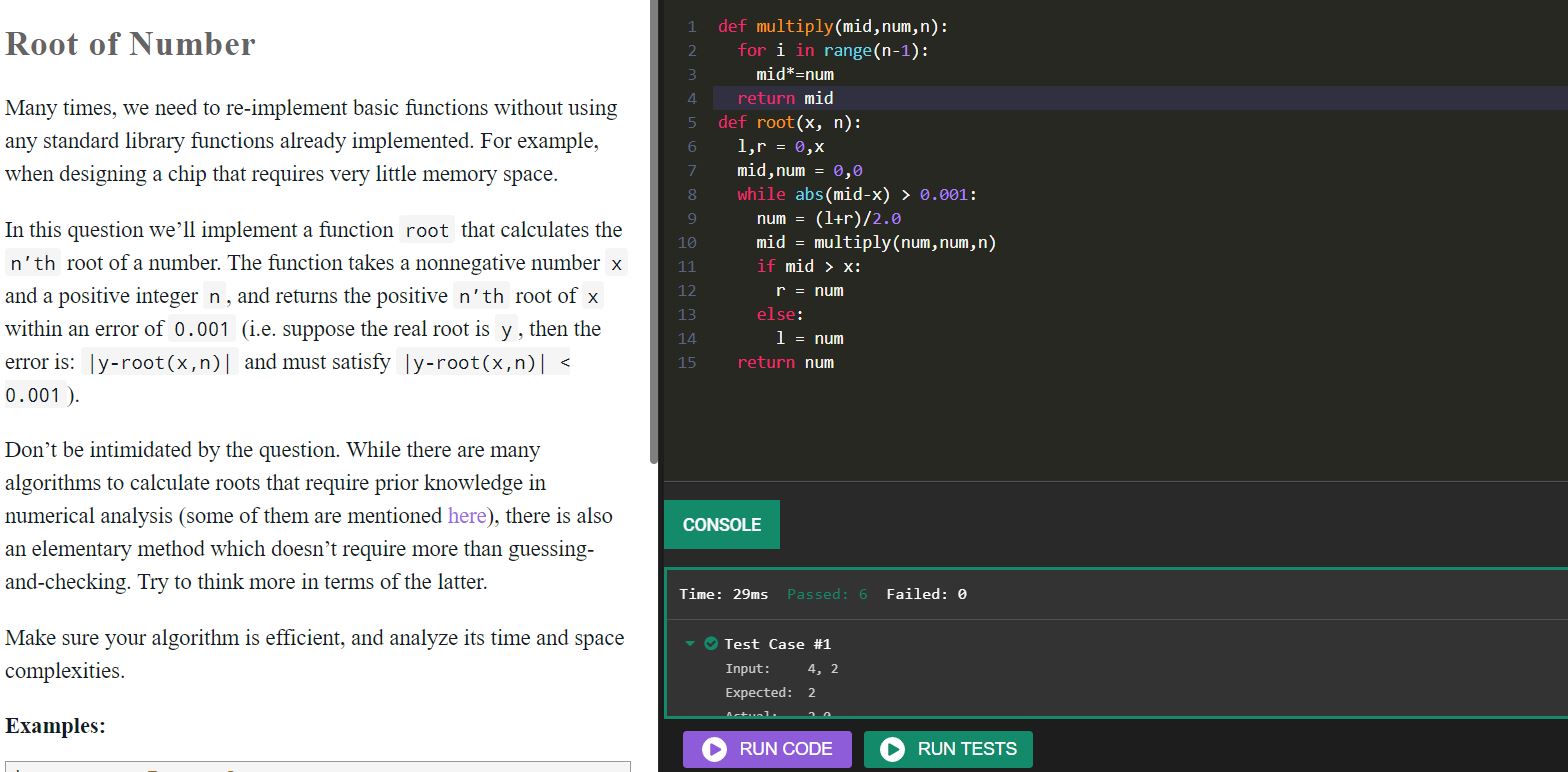 Root of Number
Many times, we need to re-implement basic functions without using
any standard library functions already implemented. For example,
when designing a chip that requires very little memory space.
In this question we’ll implement a function root that calculates the
n’th root of a number. The function takes a nonnegative number x
and a positive integer n, and returns the positive n’th root of x
within an error of 0.001 (i.e. suppose the real root is y, then the
error is: |y-root(x,n)| and must satisfy |y-root(x,n)| <
0.001).
Don’t be intimidated by the question. While there are many
algorithms to calculate roots that require prior knowledge in
numerical analysis (some of them are mentioned here), there is also
an elementary method which doesn’t require more than guessing-
and-checking. Try to think more in terms of the latter.
Make sure your algorithm is efficient, and analyze its time and space
complexities.
Examples:
1 def multiply(mid,num,n):
2 for i in range(n-1):
3 mid*=num
4 return mid
5 def root(x, n):
6 l,r = 0,x
7 mid,num = 0,0
8 while abs(mid-x) > 0.001:
9 num = (l+r)/2.0
10 mid = multiply(num,num,n)
11 if mid > x:
12 r = num
13 else:
14 l = num
15 return num
CONSOLE
Time: 29ms Passed: 6 Failed: 0
Test Case #1
Input: 4, 2
Expected: 2
Actual: 2.0
RUN CODE RUN TESTS